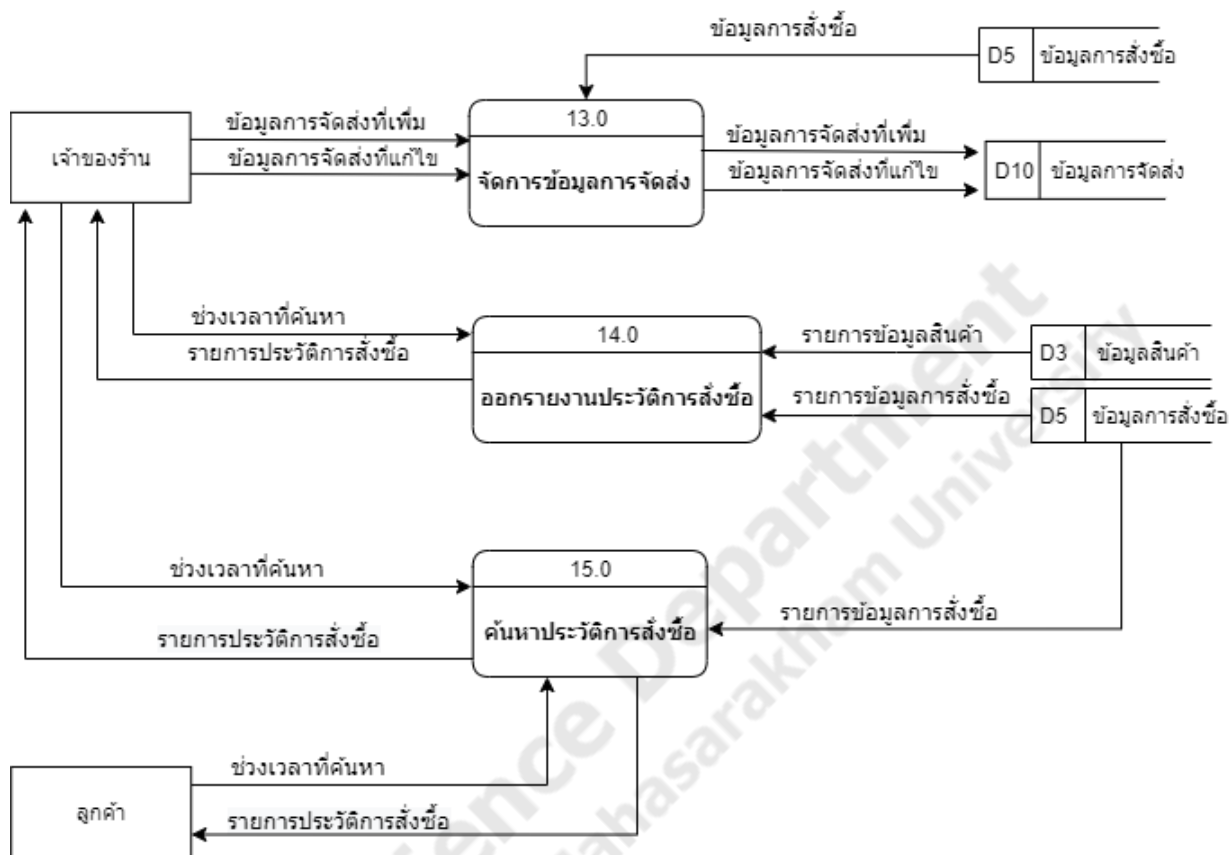 ข้อมูลการสั่งซื้อ
D5 ข้อมูลการสั่งซื้อ
13.0
เจ้าของร้าน
ข้อมูลการจัดส่งที่เพิ่ม
ข้อมูลการจัดส่งที่แก้ไข
จัดการข้อมูลการจัดส่ง
ข้อมูลการจัดส่งที่เพิ่ม
ข้อมูลการจัดส่งที่แก้ไข
D10 ข้อมูลการจัดส่ง
ช่วงเวลาที่ค้นหา
รายการประวัติการสั่งซื้อ
14.0
ออกรายงานประวัติการสั่งซื้อ
รายการข้อมูลสินค้า
D3 ข้อมูลสินค้า
รายการข้อมูลการสั่งซื้อ
D5 ข้อมูลการสั่งซื้อ
ช่วงเวลาที่ค้นหา
รายการประวัติการสั่งซื้อ
15.0
ค้นหาประวัติการสั่งซื้อ
รายการข้อมูลการสั่งซื้อ
ลูกค้า
ช่วงเวลาที่ค้นหา
รายการประวัติการสั่งซื้อ
ence Department
ahasarakham University